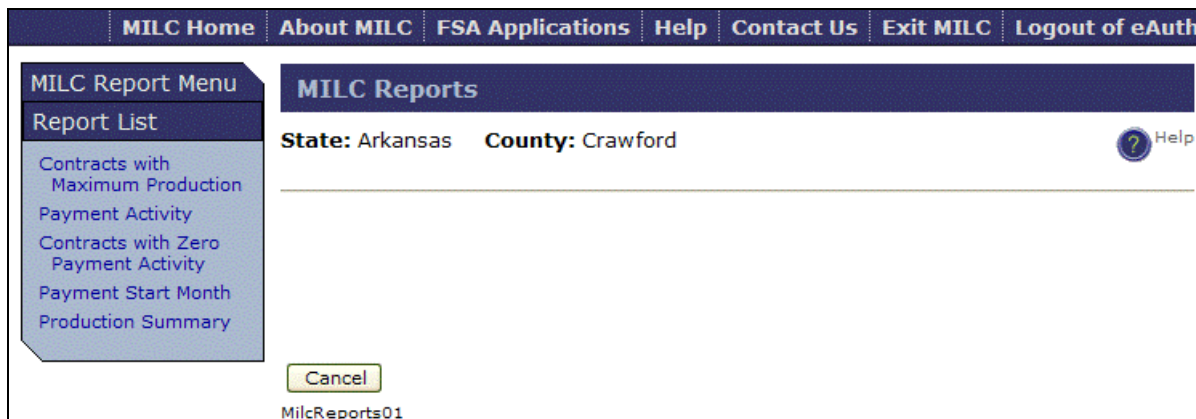 MILC Home About MILC FSA Applications Help Contact Us Exit MILC Logout of eAuth
MILC Report Menu
Report List
Contracts with
Maximum Production
Payment Activity
Contracts with Zero
Payment Activity
Payment Start Month
Production Summary
MILC Reports
State: Arkansas County: Crawford
? Help
Cancel
MilcReports01